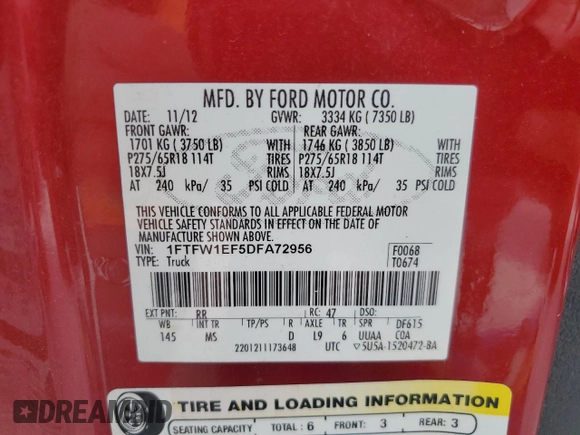 MFD. BY FORD MOTOR CO.
DATE: 11/12 GVWR: 3334 KG ( 7350 LB)
FRONT GAWR: REAR GAWR:
1701 KG ( 3750 LB) WITH 1746 KG ( 3850 LB) WITH
P275/65R18 114T TIRES P275/65R18 114T TIRES
18X7.5J RIMS 18X7.5J RIMS
AT 240 kPa/ 35 PSI COLD AT 240 kPa/ 35 PSI COLD
THIS VEHICLE CONFORMS TO ALL APPLICABLE FEDERAL MOTOR
VEHICLE SAFETY STANDARDS IN EFFECT ON THE DATE OF
MANUFACTURE SHOWN ABOVE.
VIN: 1FTFW1EF5DFA72956 F0068
TYPE: Truck T0674
EXT PNT: RR RC: 47 DSO:
WB INT TR TP/PS R AXLE TR SPR DF615
145 MS D L9 6 UUAA COA
2201211173648 UTC ▽5U5A-1520472-BA
TIRE AND LOADING INFORMATION
SEATING CAPACITY TOTAL: 6 FRONT: 3 REAR: 3
DREAMBID